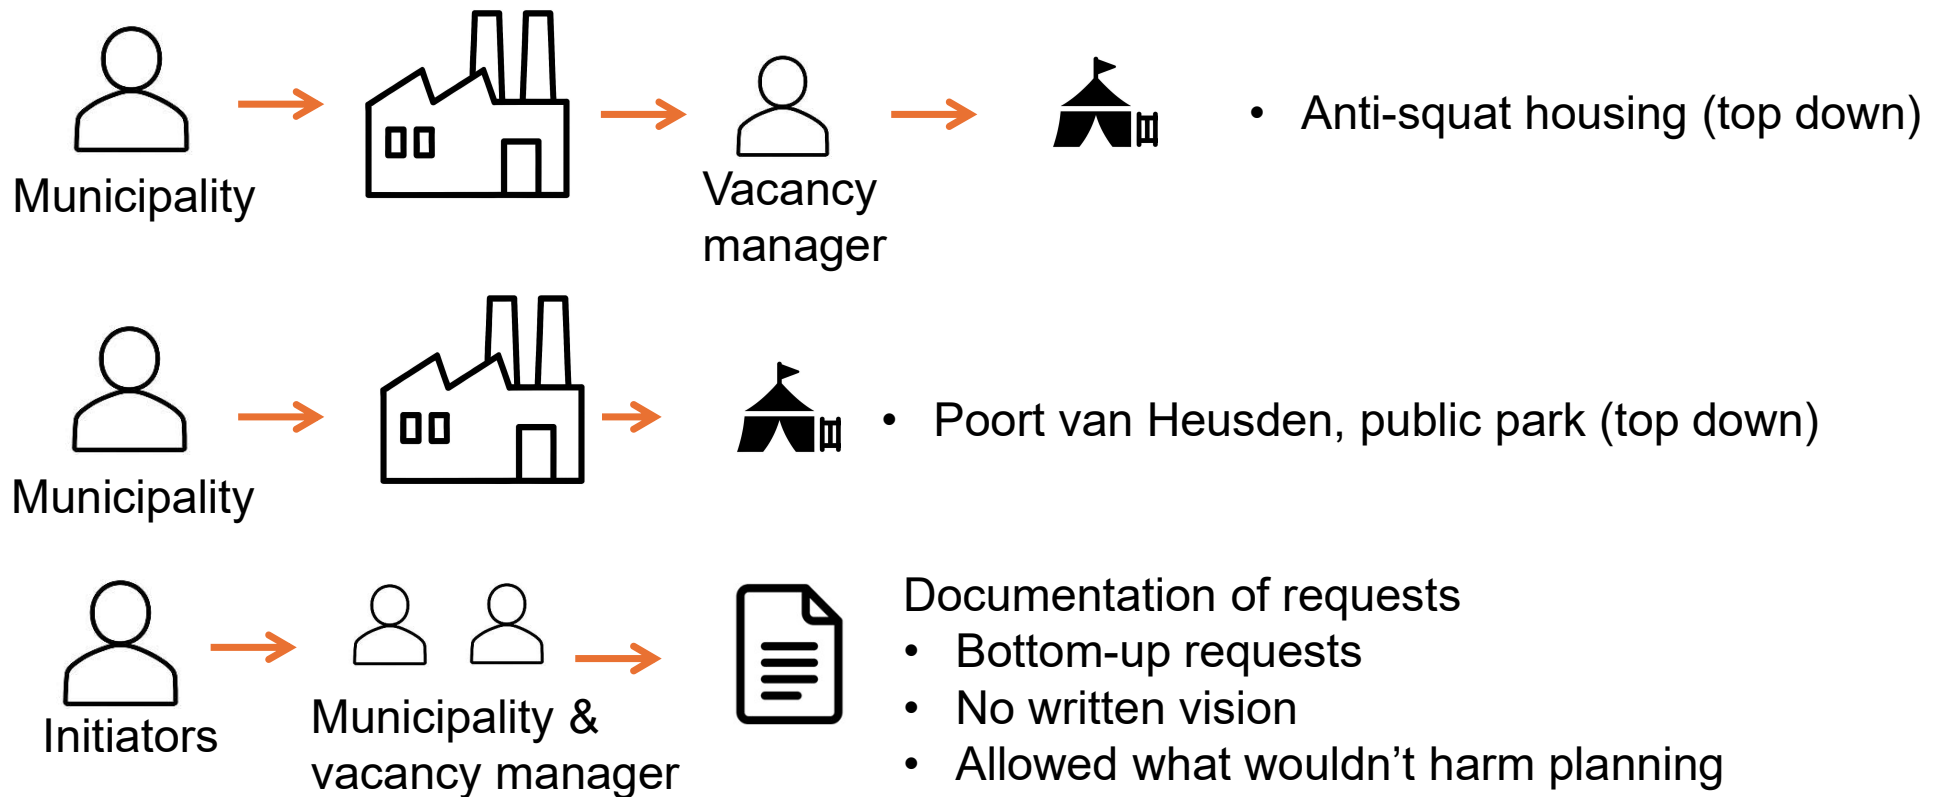 Municipality
Vacancy
manager
• Anti-squat housing (top down)
Municipality
• Poort van Heusden, public park (top down)
Initiators
Municipality &
vacancy manager
Documentation of requests
• Bottom-up requests
• No written vision
• Allowed what wouldn’t harm planning